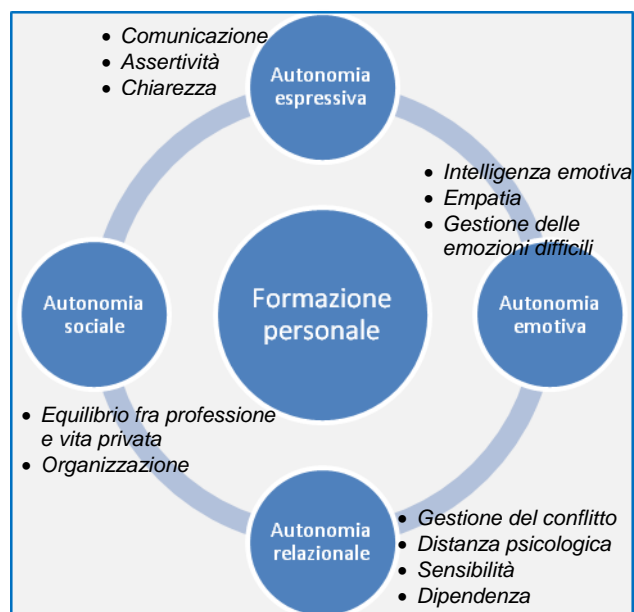 • Comunicazione
• Assertività
• Chiarezza
Autonomia
espressiva
• Intelligenza emotiva
• Empatia
• Gestione delle
emozioni difficili
Autonomia
emotiva
Formazione
personale
Autonomia
sociale
• Equilibrio fra professione
e vita privata
• Organizzazione
Autonomia
relazionale
• Gestione del conflitto
• Distanza psicologica
• Sensibilità
• Dipendenza